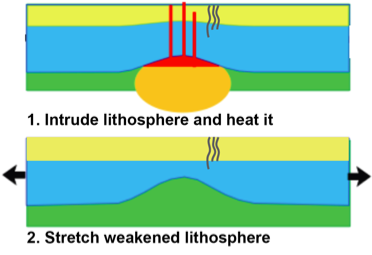 1. Intrude lithosphere and heat it
2. Stretch weakened lithosphere